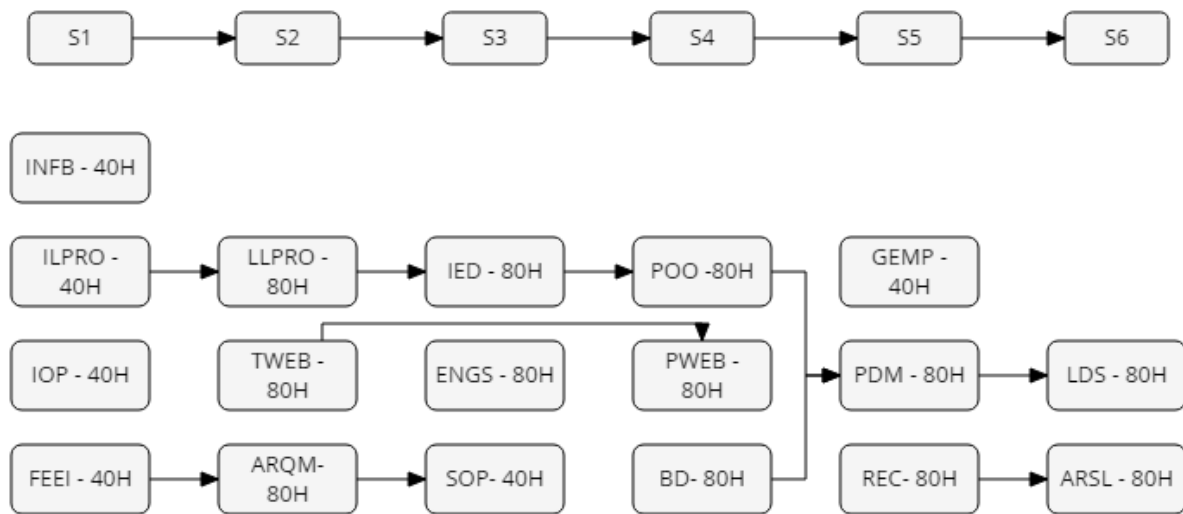 S1
S2
S3
S4
S5
S6
INFB - 40H
ILPRO -
40H
LLPRO -
80H
IED - 80H
POO -80H
GEMP -
40H
IOP - 40H
TWEB -
80H
ENGS - 80H
PWEB -
80H
PDM - 80H
LDS - 80H
FEEI - 40H
ARQM-
80H
SOP- 40H
BD- 80H
REC- 80H
ARSL - 80H